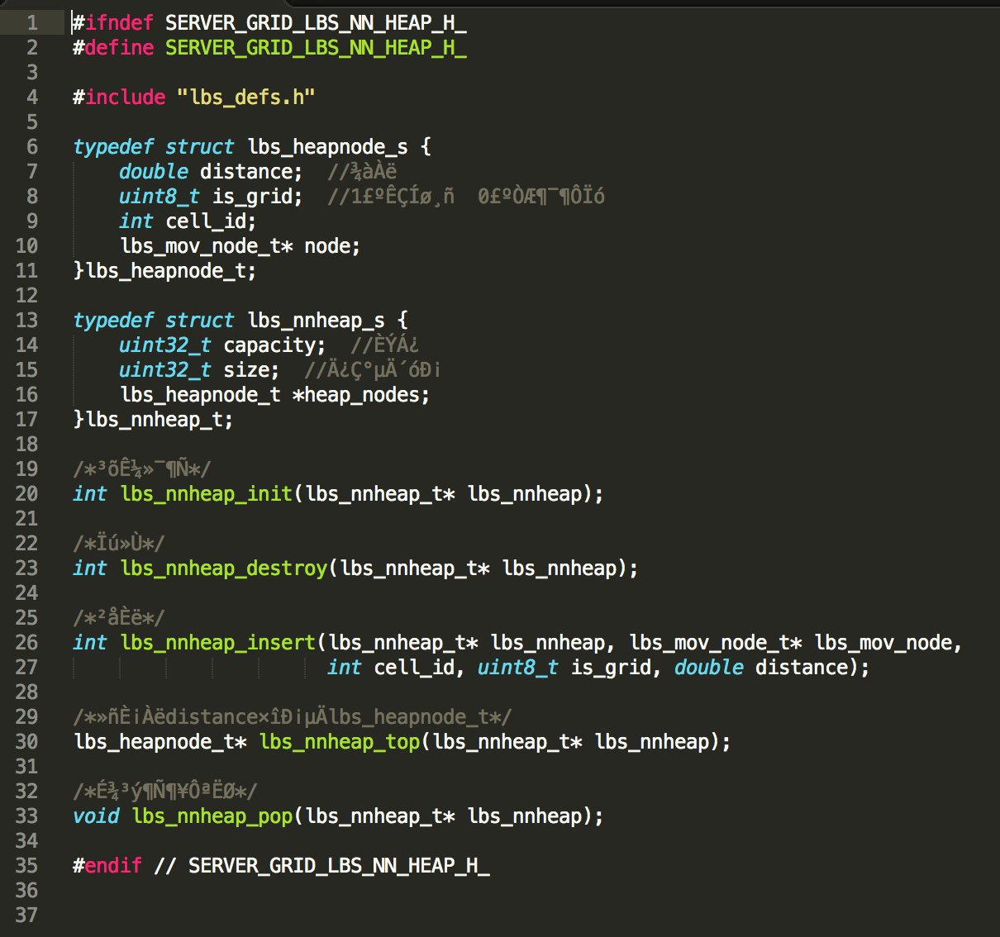 1 #ifndef SERVER_GRID_LBS_NN_HEAP_H_
2 #define SERVER_GRID_LBS_NN_HEAP_H_
3
4 #include "lbs_defs.h"
5
6 typedef struct lbs_heapnode_s {
7     double distance;  //¾àÀë
8     uint8_t is_grid;  //1£ºÊÇÍø¸ñ  0£ºÒÆ¶¯¶ÔÏó
9     int cell_id;
10     lbs_mov_node_t* node;
11 }lbs_heapnode_t;
12
13 typedef struct lbs_nnheap_s {
14     uint32_t capacity;  //ÈÝÁ¿
15     uint32_t size;  //Ä¿Ç°µÄ´óÐ¡
16     lbs_heapnode_t *heap_nodes;
17 }lbs_nnheap_t;
18
19 /*³õÊ¼»¯¶Ñ*/
20 int lbs_nnheap_init(lbs_nnheap_t* lbs_nnheap);
21
22 /*Ïú»Ù*/
23 int lbs_nnheap_destroy(lbs_nnheap_t* lbs_nnheap);
24
25 /*²åÈë*/
26 int lbs_nnheap_insert(lbs_nnheap_t* lbs_nnheap, lbs_mov_node_t* lbs_mov_node,
27                       int cell_id, uint8_t is_grid, double distance);
28
29 /*»ñÈ¡Àëdistance×îÐ¡µÄlbs_heapnode_t*/
30 lbs_heapnode_t* lbs_nnheap_top(lbs_nnheap_t* lbs_nnheap);
31
32 /*É¾³ý¶Ñ¶¥ÔªËØ*/
33 void lbs_nnheap_pop(lbs_nnheap_t* lbs_nnheap);
34
35 #endif // SERVER_GRID_LBS_NN_HEAP_H_
36
37